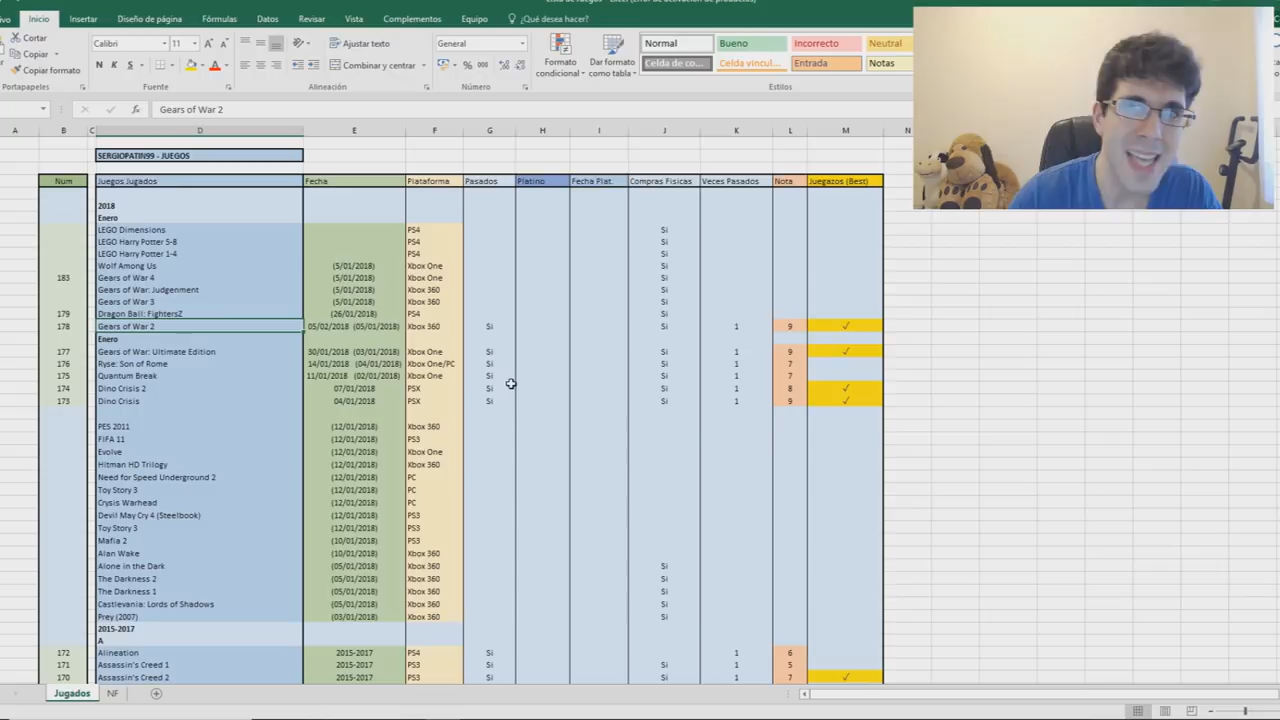 Inicio Insertar Diseño de página Fórmulas Datos Revisar Vista Complementos Equipo ¿Qué desea hacer?
Cortar
Copiar
Copiar formato
Portapapeles
Calibri 11
N K S
Fuente
Ajustar texto
Combinar y centrar
Alineación
General
% 000
Número
Formato condicional
Dar formato como tabla
Normal Bueno Incorrecto Neutral
Celda de co... Celda vincul... Entrada Notas
Estilos
fx Gears of War 2
A B C D E F G H I J K L M N
SERGIOPATIN99 - JUEGOS
Num Juegos Jugados Fecha Plataforma Pasados Platino Fecha Plat. Compras Fisicas Veces Pasados Nota Juegazos (Best)
2018
Enero
LEGO Dimensions PS4 Si
LEGO Harry Potter 5-8 PS4 Si
LEGO Harry Potter 1-4 PS4 Si
Wolf Among Us (5/01/2018) Xbox One Si
183 Gears of War 4 (5/01/2018) Xbox One Si
Gears of War: Judgenment (5/01/2018) Xbox 360 Si
Gears of War 3 (5/01/2018) Xbox 360 Si
179 Dragon Ball: FightersZ (26/01/2018) PS4 Si
178 Gears of War 2 05/02/2018 (05/01/2018) Xbox 360 Si Si 1 9 ✓
Enero
177 Gears of War: Ultimate Edition 30/01/2018 (03/01/2018) Xbox One Si Si 1 9 ✓
176 Ryse: Son of Rome 14/01/2018 (04/01/2018) Xbox One/PC Si Si 1 7
175 Quantum Break 11/01/2018 (02/01/2018) Xbox One Si Si 1 7
174 Dino Crisis 2 07/01/2018 PSX Si Si 1 8 ✓
173 Dino Crisis 04/01/2018 PSX Si Si 1 9 ✓
PES 2011 (12/01/2018) Xbox 360
FIFA 11 (12/01/2018) PS3
Evolve (12/01/2018) Xbox One
Hitman HD Trilogy (12/01/2018) Xbox 360
Need for Speed Underground 2 (12/01/2018) PC
Toy Story 3 (12/01/2018) PC
Crysis Warhead (12/01/2018) PC
Devil May Cry 4 (Steelbook) (12/01/2018) PS3
Toy Story 3 (12/01/2018) PS3
Mafia 2 (10/01/2018) PS3
Alan Wake (10/01/2018) Xbox 360
Alone in the Dark (05/01/2018) Xbox 360 Si
The Darkness 2 (05/01/2018) Xbox 360 Si
The Darkness 1 (05/01/2018) Xbox 360 Si
Castlevania: Lords of Shadows (05/01/2018) Xbox 360 Si
Prey (2007) (03/01/2018) Xbox 360 Si
2015-2017
A
172 Alineation 2015-2017 PS4 Si 1 6
171 Assassin's Creed 1 2015-2017 PS3 Si Si 1 5
170 Assassin's Creed 2 2015-2017 PS3 Si Si 1 7 ✓
Jugados NF